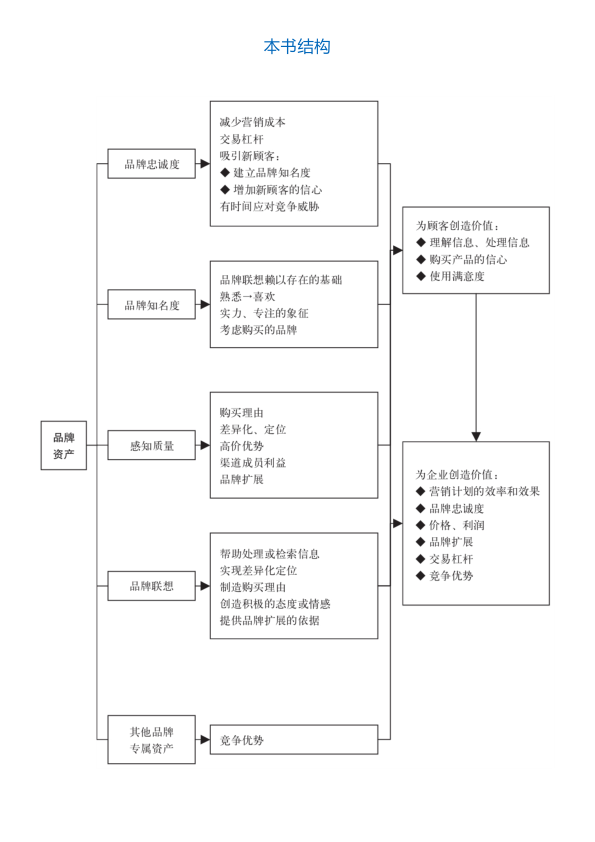 本书结构
品牌忠诚度
减少营销成本
交易杠杆
吸引新顾客：
◆ 建立品牌知名度
◆ 增加新顾客的信心
有时间应对竞争威胁
为顾客创造价值：
◆ 理解信息、处理信息
◆ 购买产品的信心
◆ 使用满意度
品牌知名度
品牌联想赖以存在的基础
熟悉→喜欢
实力、专注的象征
考虑购买的品牌
品牌
资产
感知质量
购买理由
差异化、定位
高价优势
渠道成员利益
品牌扩展
为企业创造价值：
◆ 营销计划的效率和效果
◆ 品牌忠诚度
◆ 价格、利润
◆ 品牌扩展
◆ 交易杠杆
◆ 竞争优势
品牌联想
帮助处理或检索信息
实现差异化定位
制造购买理由
创造积极的态度或情感
提供品牌扩展的依据
其他品牌
专属资产
竞争优势